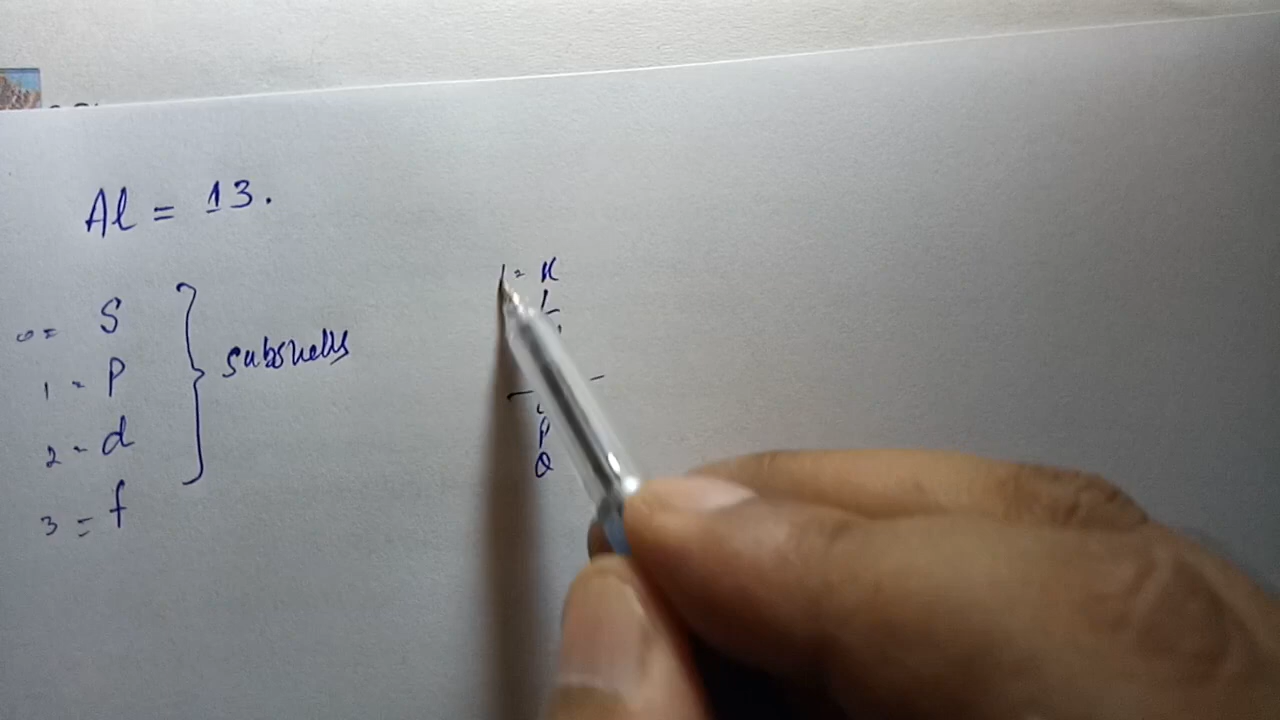 Al = 13.
0 = S
1 = P
2 = d
3 = f
subshells
1 = K
L
P
Q